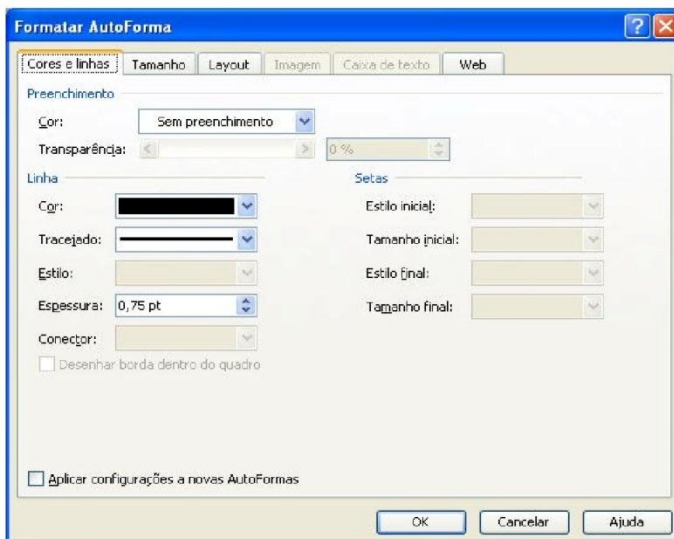 Formatar AutoForma
Cores e linhas Tamanho Layout Imagem Caixa de texto Web
Preenchimento
Cor: Sem preenchimento
Transparência: 0 %
Linha Setas
Cor: Estilo inicial:
Tracejado: Tamanho inicial:
Estilo: Estilo final:
Espessura: 0,75 pt Tamanho final:
Conector:
Desenhar borda dentro do quadro
Aplicar configurações a novas AutoFormas
OK Cancelar Ajuda